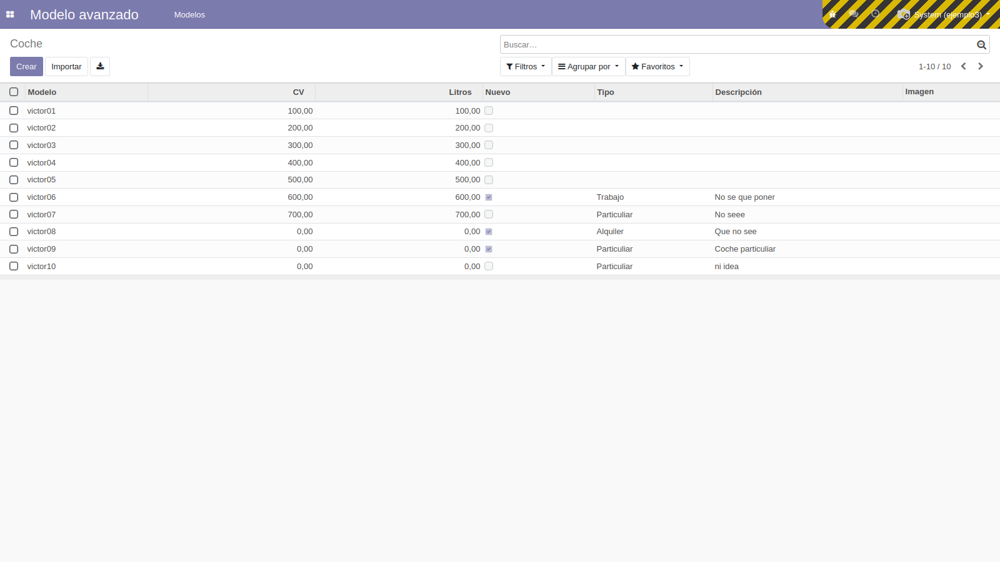 Modelo avanzado Modelos System (ejemplo3)
Coche
Buscar...
Crear Importar Filtros Agrupar por Favoritos 1-10 / 10
Modelo CV Litros Nuevo Tipo Descripción Imagen
victor01 100,00 100,00
victor02 200,00 200,00
victor03 300,00 300,00
victor04 400,00 400,00
victor05 500,00 500,00
victor06 600,00 600,00 Trabajo No se que poner
victor07 700,00 700,00 Particuliar No seee
victor08 0,00 0,00 Alquiler Que no see
victor09 0,00 0,00 Particuliar Coche particuliar
victor10 0,00 0,00 Particuliar ni idea